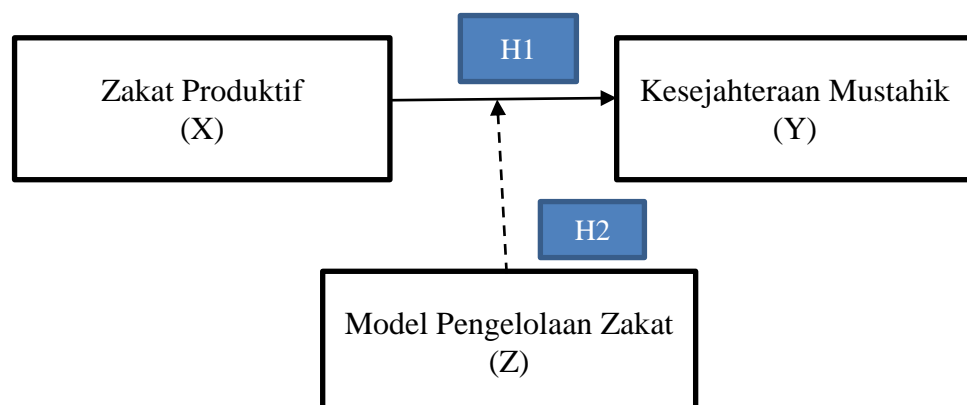 H1
Zakat Produktif
(X)
Kesejahteraan Mustahik
(Y)
H2
Model Pengelolaan Zakat
(Z)